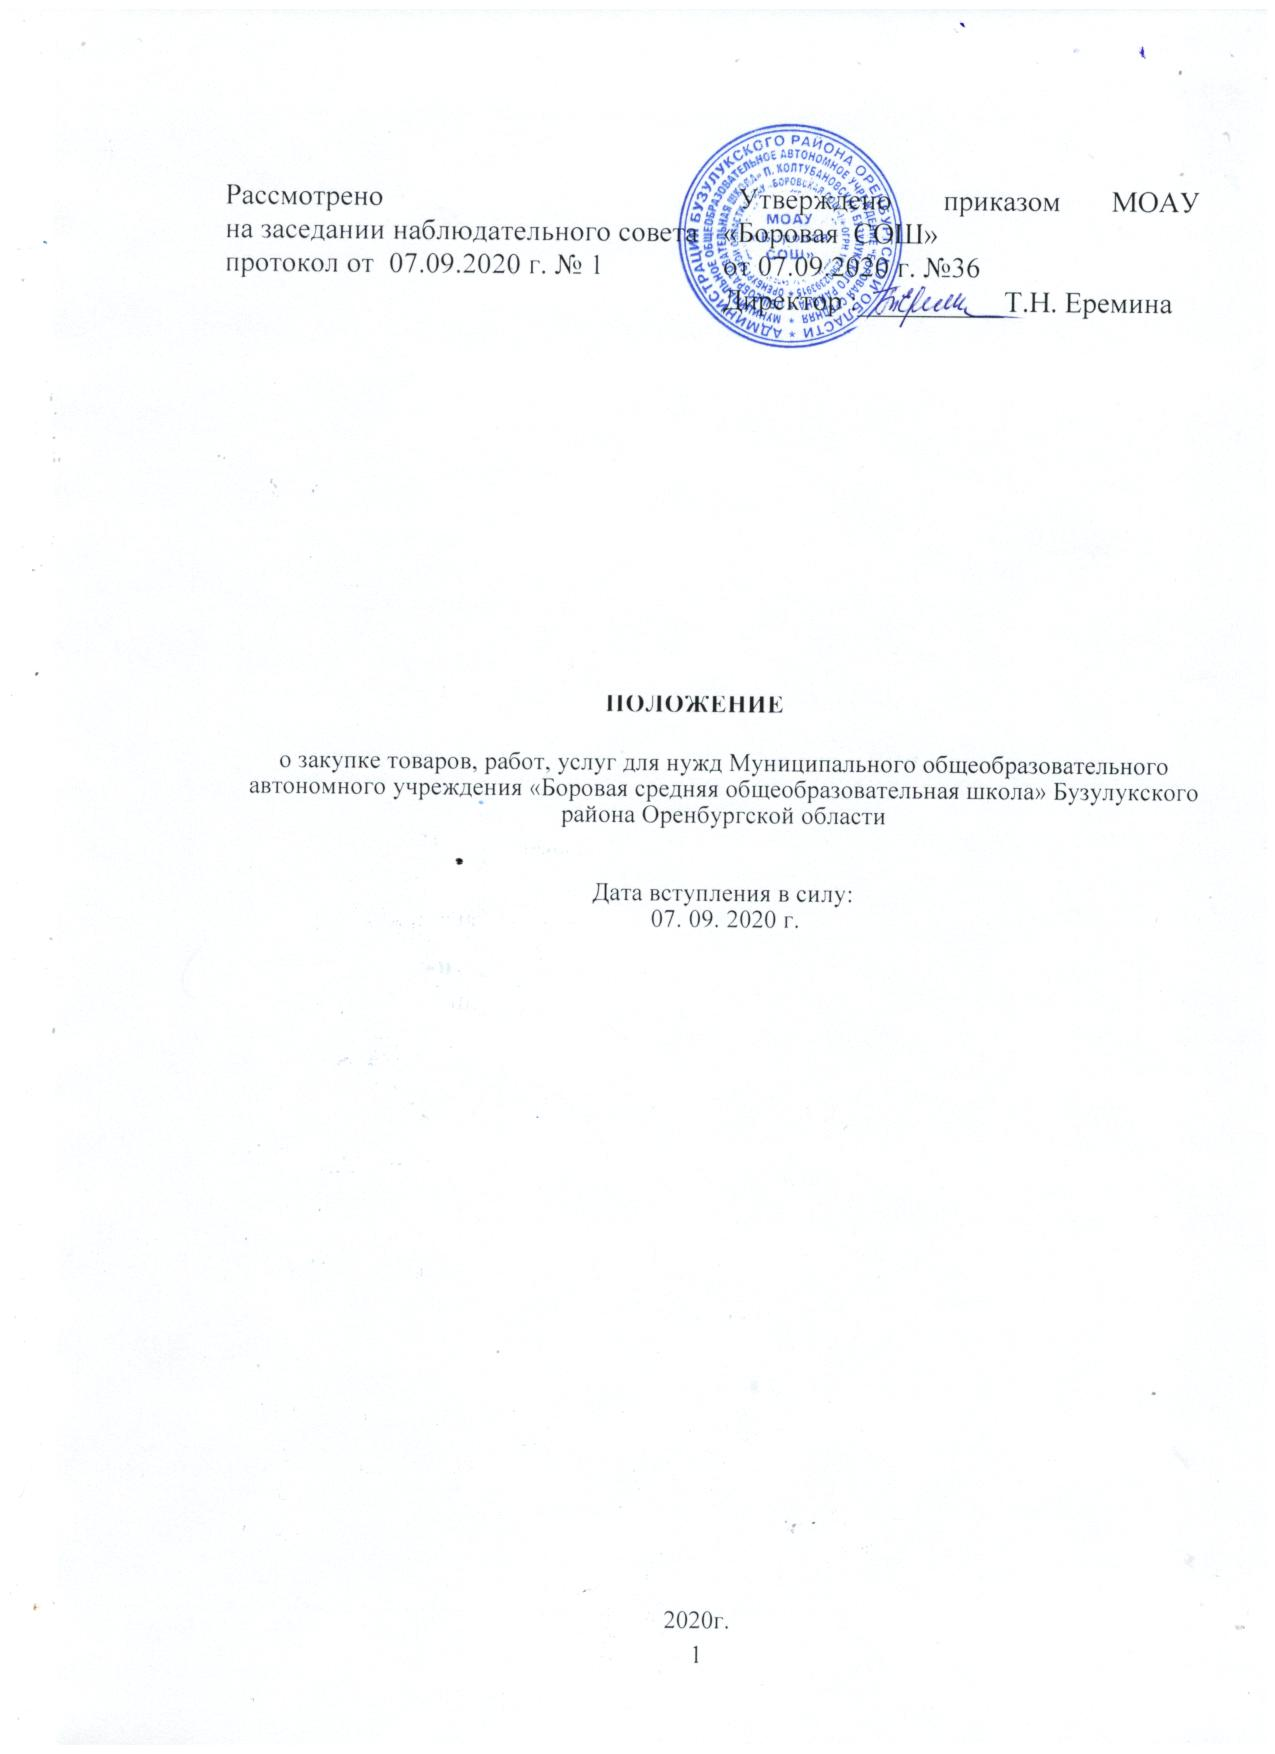 Рассмотрено
на заседании наблюдательного совета
протокол от 07.09.2020 г. № 1
Утверждено приказом МОАУ
«Боровая СОШ»
от 07.09.2020 г. №36
Директор Т.Н. Еремина
МОАУ
СОШ»
ПОЛОЖЕНИЕ
о закупке товаров, работ, услуг для нужд Муниципального общеобразовательного
автономного учреждения «Боровая средняя общеобразовательная школа» Бузулукского
района Оренбургской области
Дата вступления в силу:
07. 09. 2020 г.
2020г.
1